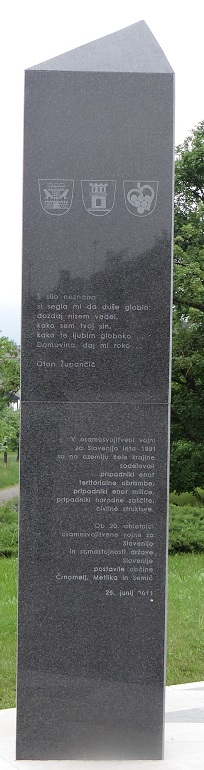 S silo neznano
si segla mi do duše globin:
dozdaj nisem vedel,
kako sem tvoj sin,
kako te ljubim globoko ...
Domovina, daj mi roko ...
Oton Župančič
V osamosvojitveni vojni
za Slovenijo leta 1991
so na ozemlju Bele krajine
sodelovali
pripadniki enot
teritorialne obrambe,
pripadniki enot milice,
pripadniki narodne zaščite,
civilne strukture.
Ob 20. obletnici
osamosvojitvene vojne za
Slovenijo
in samostojnosti države
Slovenije
postavile občine
Črnomelj, Metlika in Semič
25. junij 2011